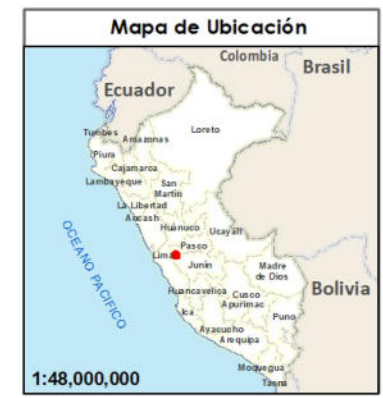 Mapa de Ubicación
Colombia
Brasil
Ecuador
Tumbes
Amazonas
Loreto
Piura
Cajamarca
Lambayeque
San
Martin
La Libertad
Ancash
Huánuco
Ucayali
Pasco
Lima
Junin
Madre
de Dios
OCEANO PACIFICO
Huancavelica
Cusco
Apurimac
Bolivia
Ica
Puno
Ayacucho
Arequipa
Moquegua
Tacna
1:48,000,000